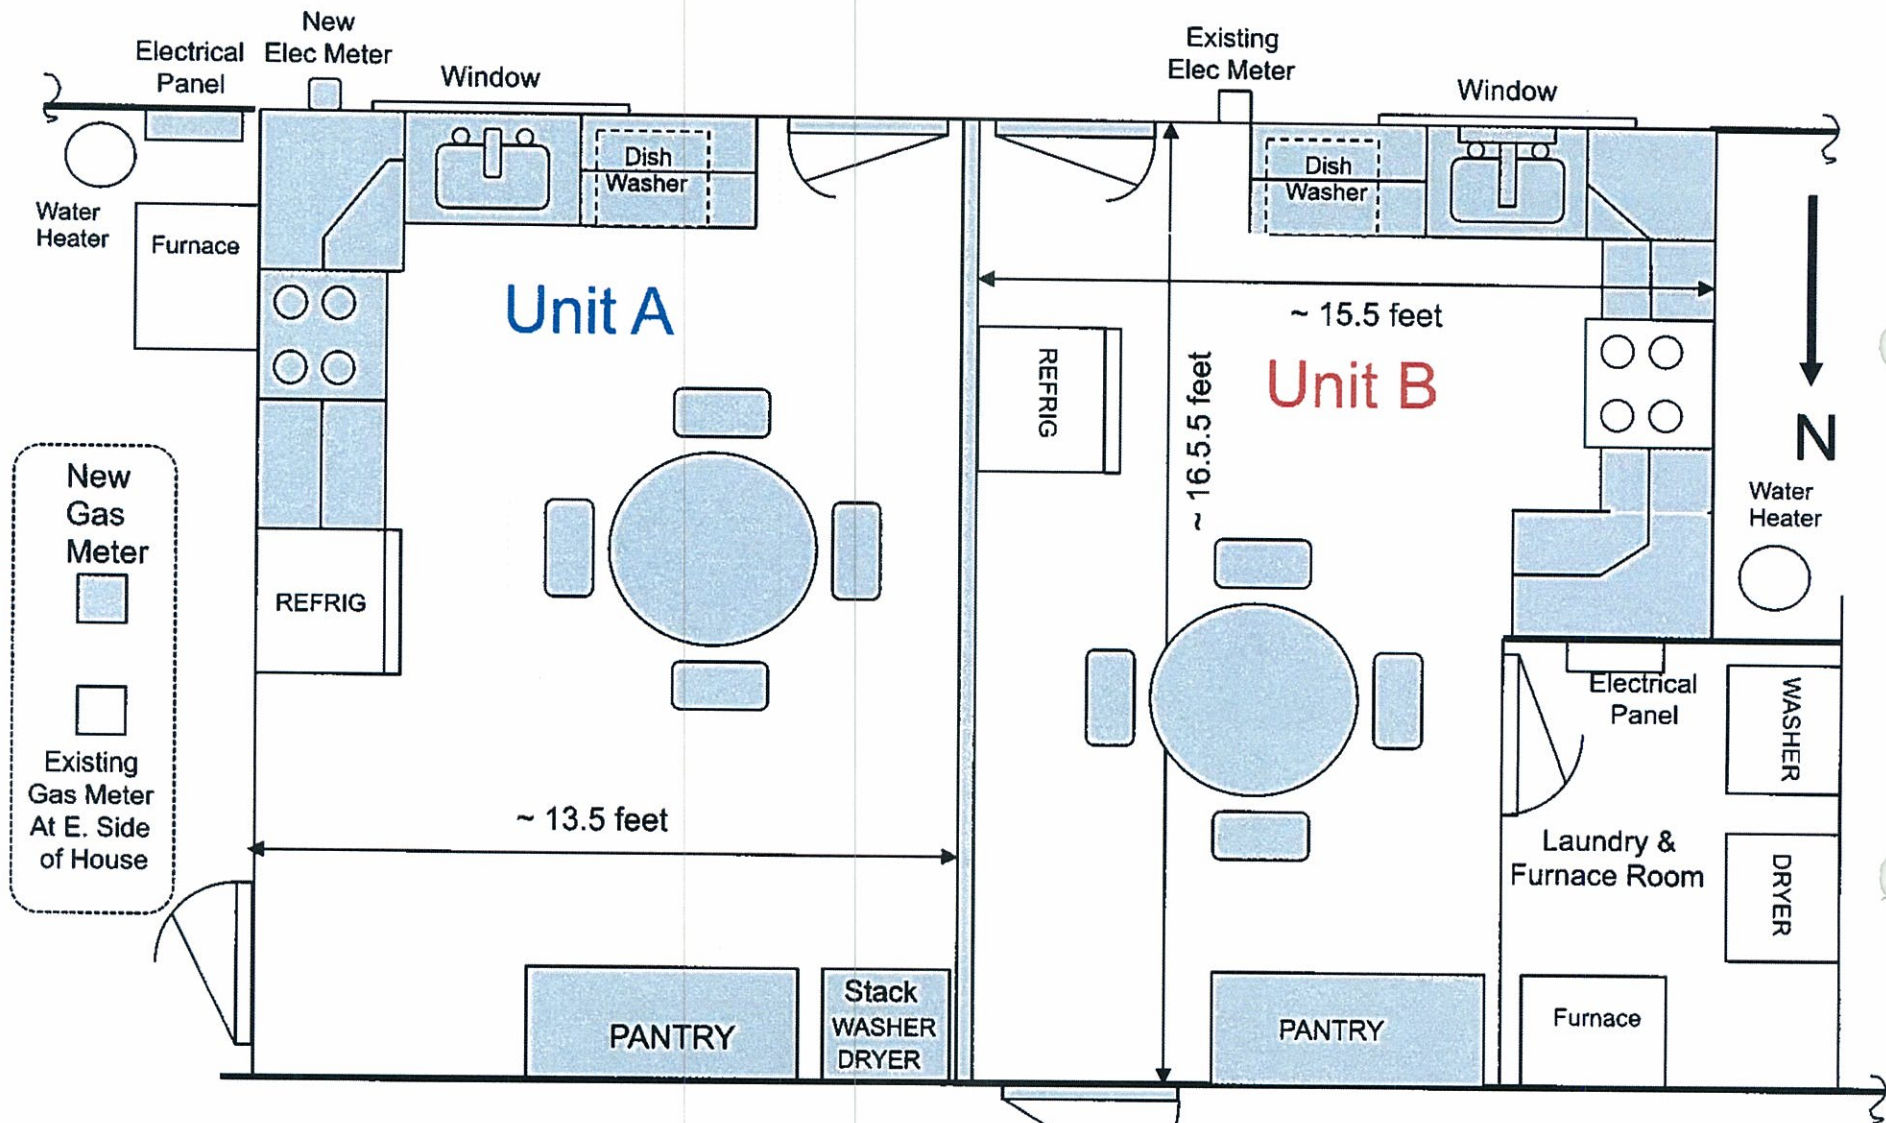 New
Elec Meter
Electrical
Panel
Window
Existing
Elec Meter
Window
Dish
Washer
Dish
Washer
Water
Heater
Furnace
Unit A
~ 15.5 feet
REFRIG
~ 16.5.5 feet
Unit B
N
New
Gas
Meter
Water
Heater
REFRIG
Electrical
Panel
WASHER
Existing
Gas Meter
At E. Side
of House
~ 13.5 feet
Laundry &
Furnace Room
DRYER
PANTRY
Stack
WASHER
DRYER
PANTRY
Furnace